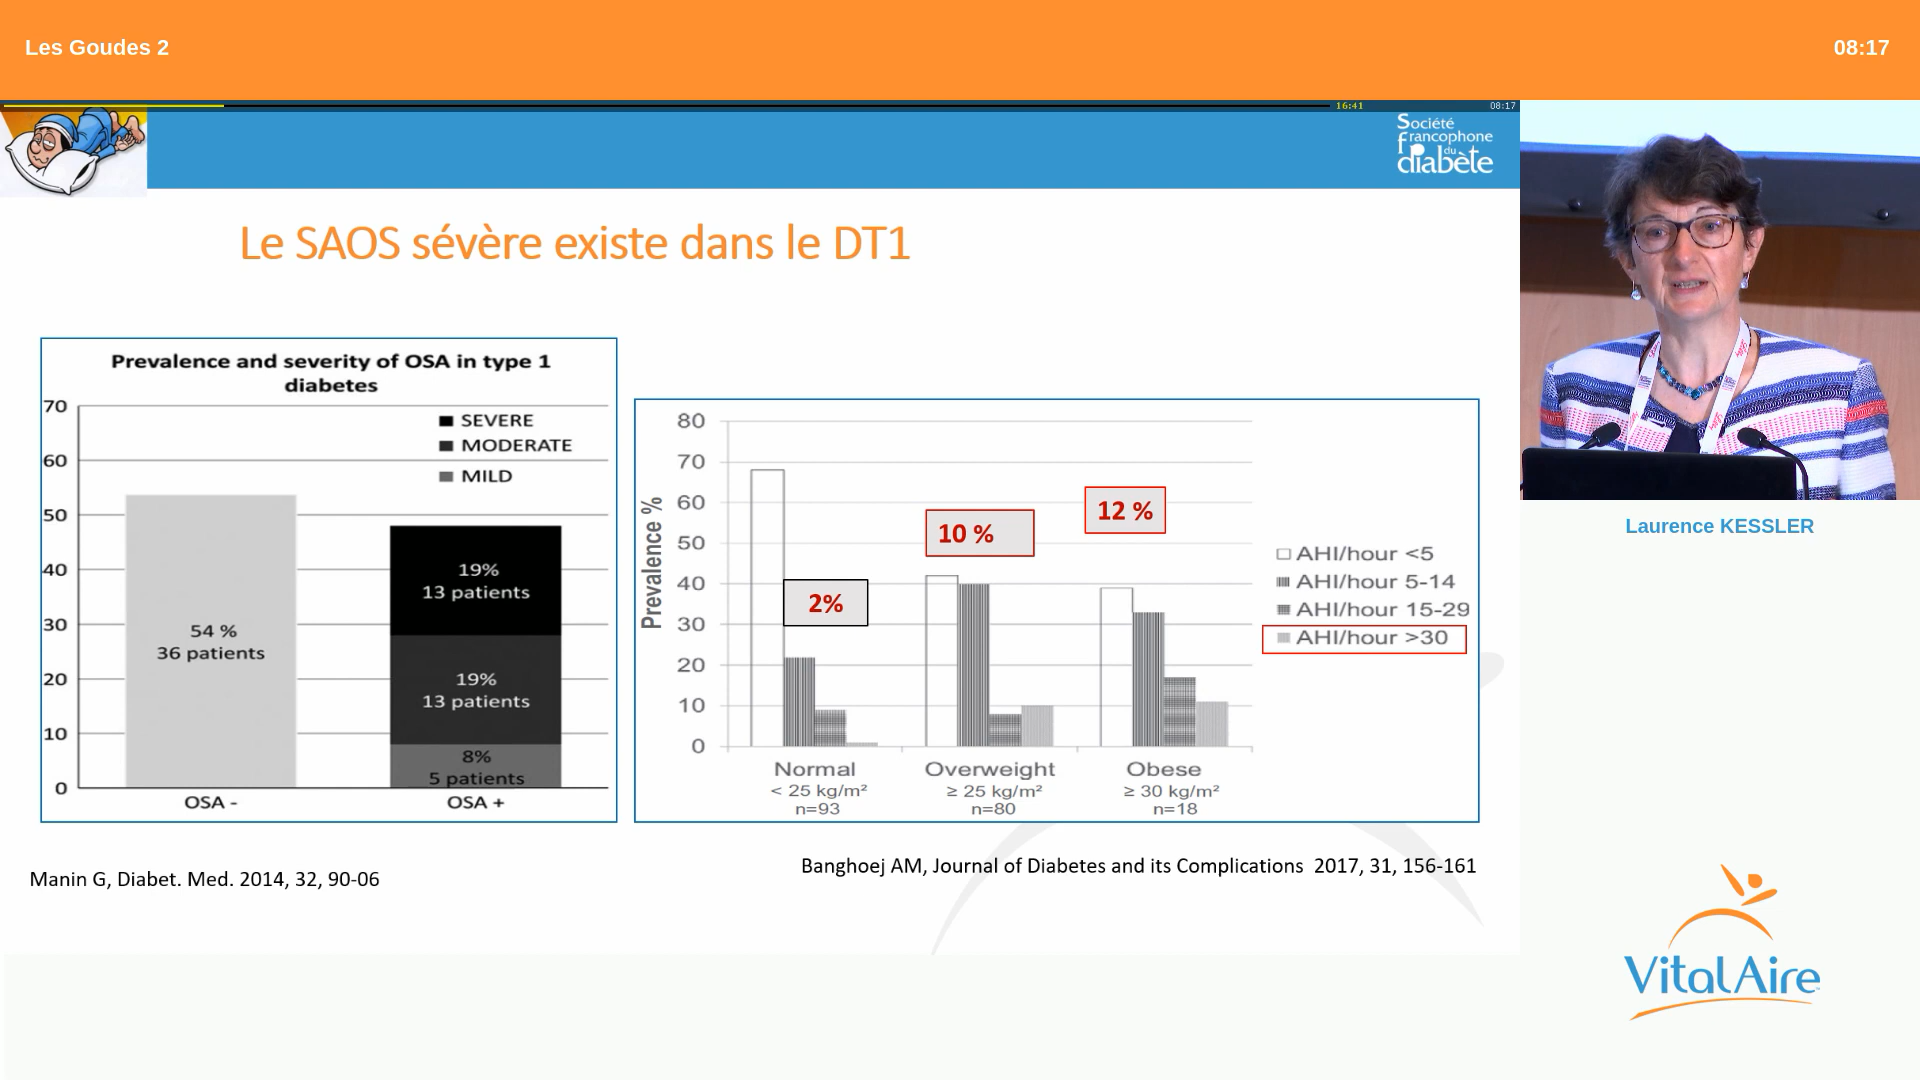 Les Goudes 2
08:17
16:41
08:17
Société
francophone
du
diabète
Le SAOS sévère existe dans le DT1
Prevalence and severity of OSA in type 1
diabetes
70
60
50
40
30
20
10
0
SEVERE
MODERATE
MILD
54 %
36 patients
19%
13 patients
19%
13 patients
8%
5 patients
OSA -
OSA +
Prevalence %
80
70
60
50
40
30
20
10
0
2%
10 %
12 %
AHI/hour <5
AHI/hour 5-14
AHI/hour 15-29
AHI/hour >30
Normal
< 25 kg/m²
n=93
Overweight
≥ 25 kg/m²
n=80
Obese
≥ 30 kg/m²
n=18
Manin G, Diabet. Med. 2014, 32, 90-06
Banghoej AM, Journal of Diabetes and its Complications 2017, 31, 156-161
Laurence KESSLER
VitalAire